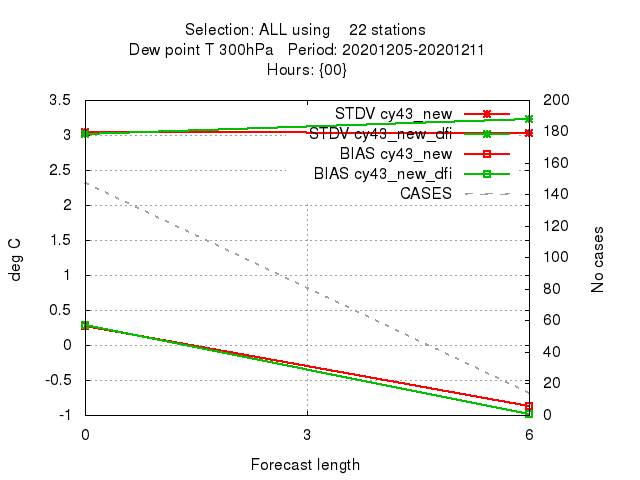 Selection: ALL using    22 stations
Dew point T 300hPa   Period: 20201205-20201211
Hours: {00}
3.5
3
2.5
2
1.5
1
0.5
0
-0.5
-1
deg C
STDV cy43_new
STDV cy43_new_dfi
BIAS cy43_new
BIAS cy43_new_dfi
CASES
200
180
160
140
120
100
80
60
40
20
0
No cases
0 3 6
Forecast length